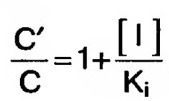 C′/C = 1 + [I]/Kᵢ